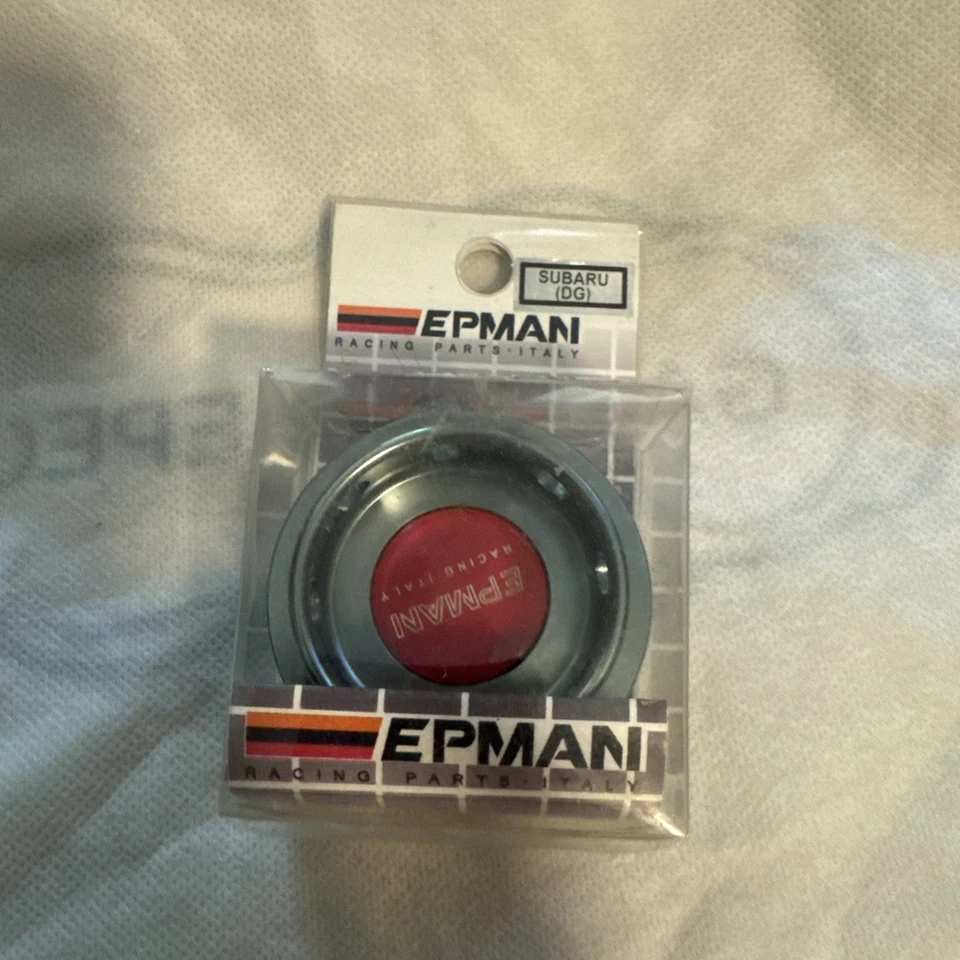 SUBARU
(DG)
EPMAN
RACING PARTS·ITALY
EPMAN
RACING·ITALY
EPMAN
RACING PARTS·ITALY